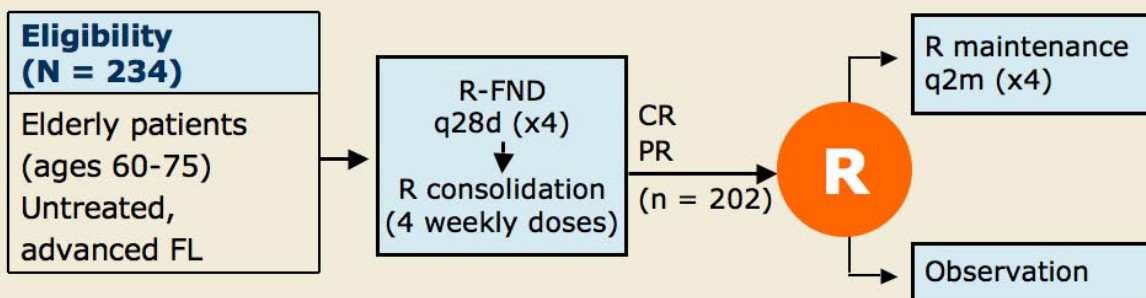 Eligibility
(N = 234)
Elderly patients
(ages 60-75)
Untreated,
advanced FL
R-FND
q28d (x4)
R consolidation
(4 weekly doses)
CR
PR
(n = 202)
R
R maintenance
q2m (x4)
Observation